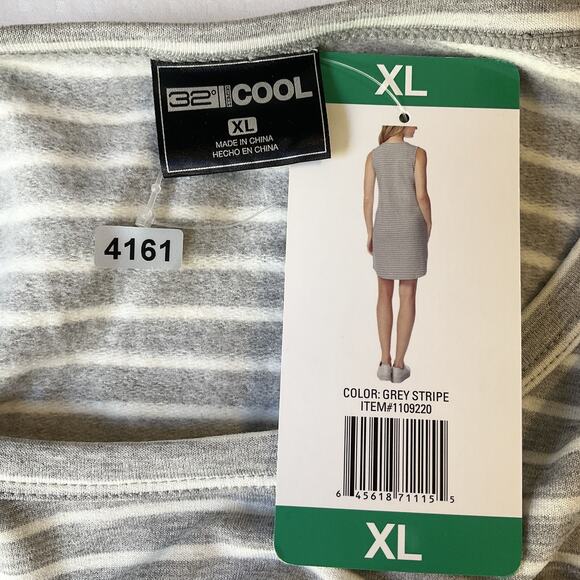 32° COOL
XL
MADE IN CHINA
HECHO EN CHINA
4161
XL
COLOR: GREY STRIPE
ITEM#1109220
6 45618 71115 5
XL